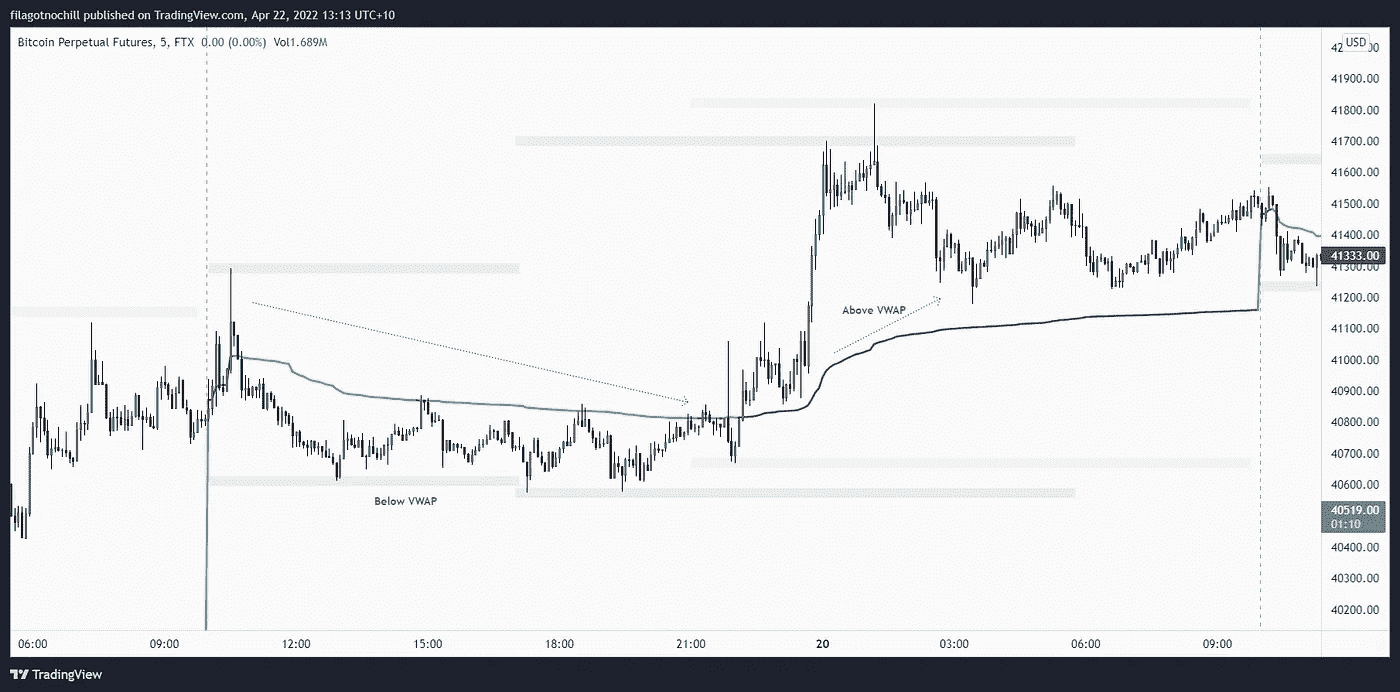 filagotnochill published on TradingView.com, Apr 22, 2022 13:13 UTC+10
Bitcoin Perpetual Futures, 5, FTX 0.00 (0.00%) Vol1.689M
USD
41900.00
41800.00
41700.00
41600.00
41500.00
41400.00
41333.00
41300.00
41200.00
Above VWAP
41100.00
41000.00
40900.00
40800.00
40700.00
40600.00
Below VWAP
40519.00
01:10
40400.00
40300.00
40200.00
06:00 09:00 12:00 15:00 18:00 21:00 20 03:00 06:00 09:00
TradingView